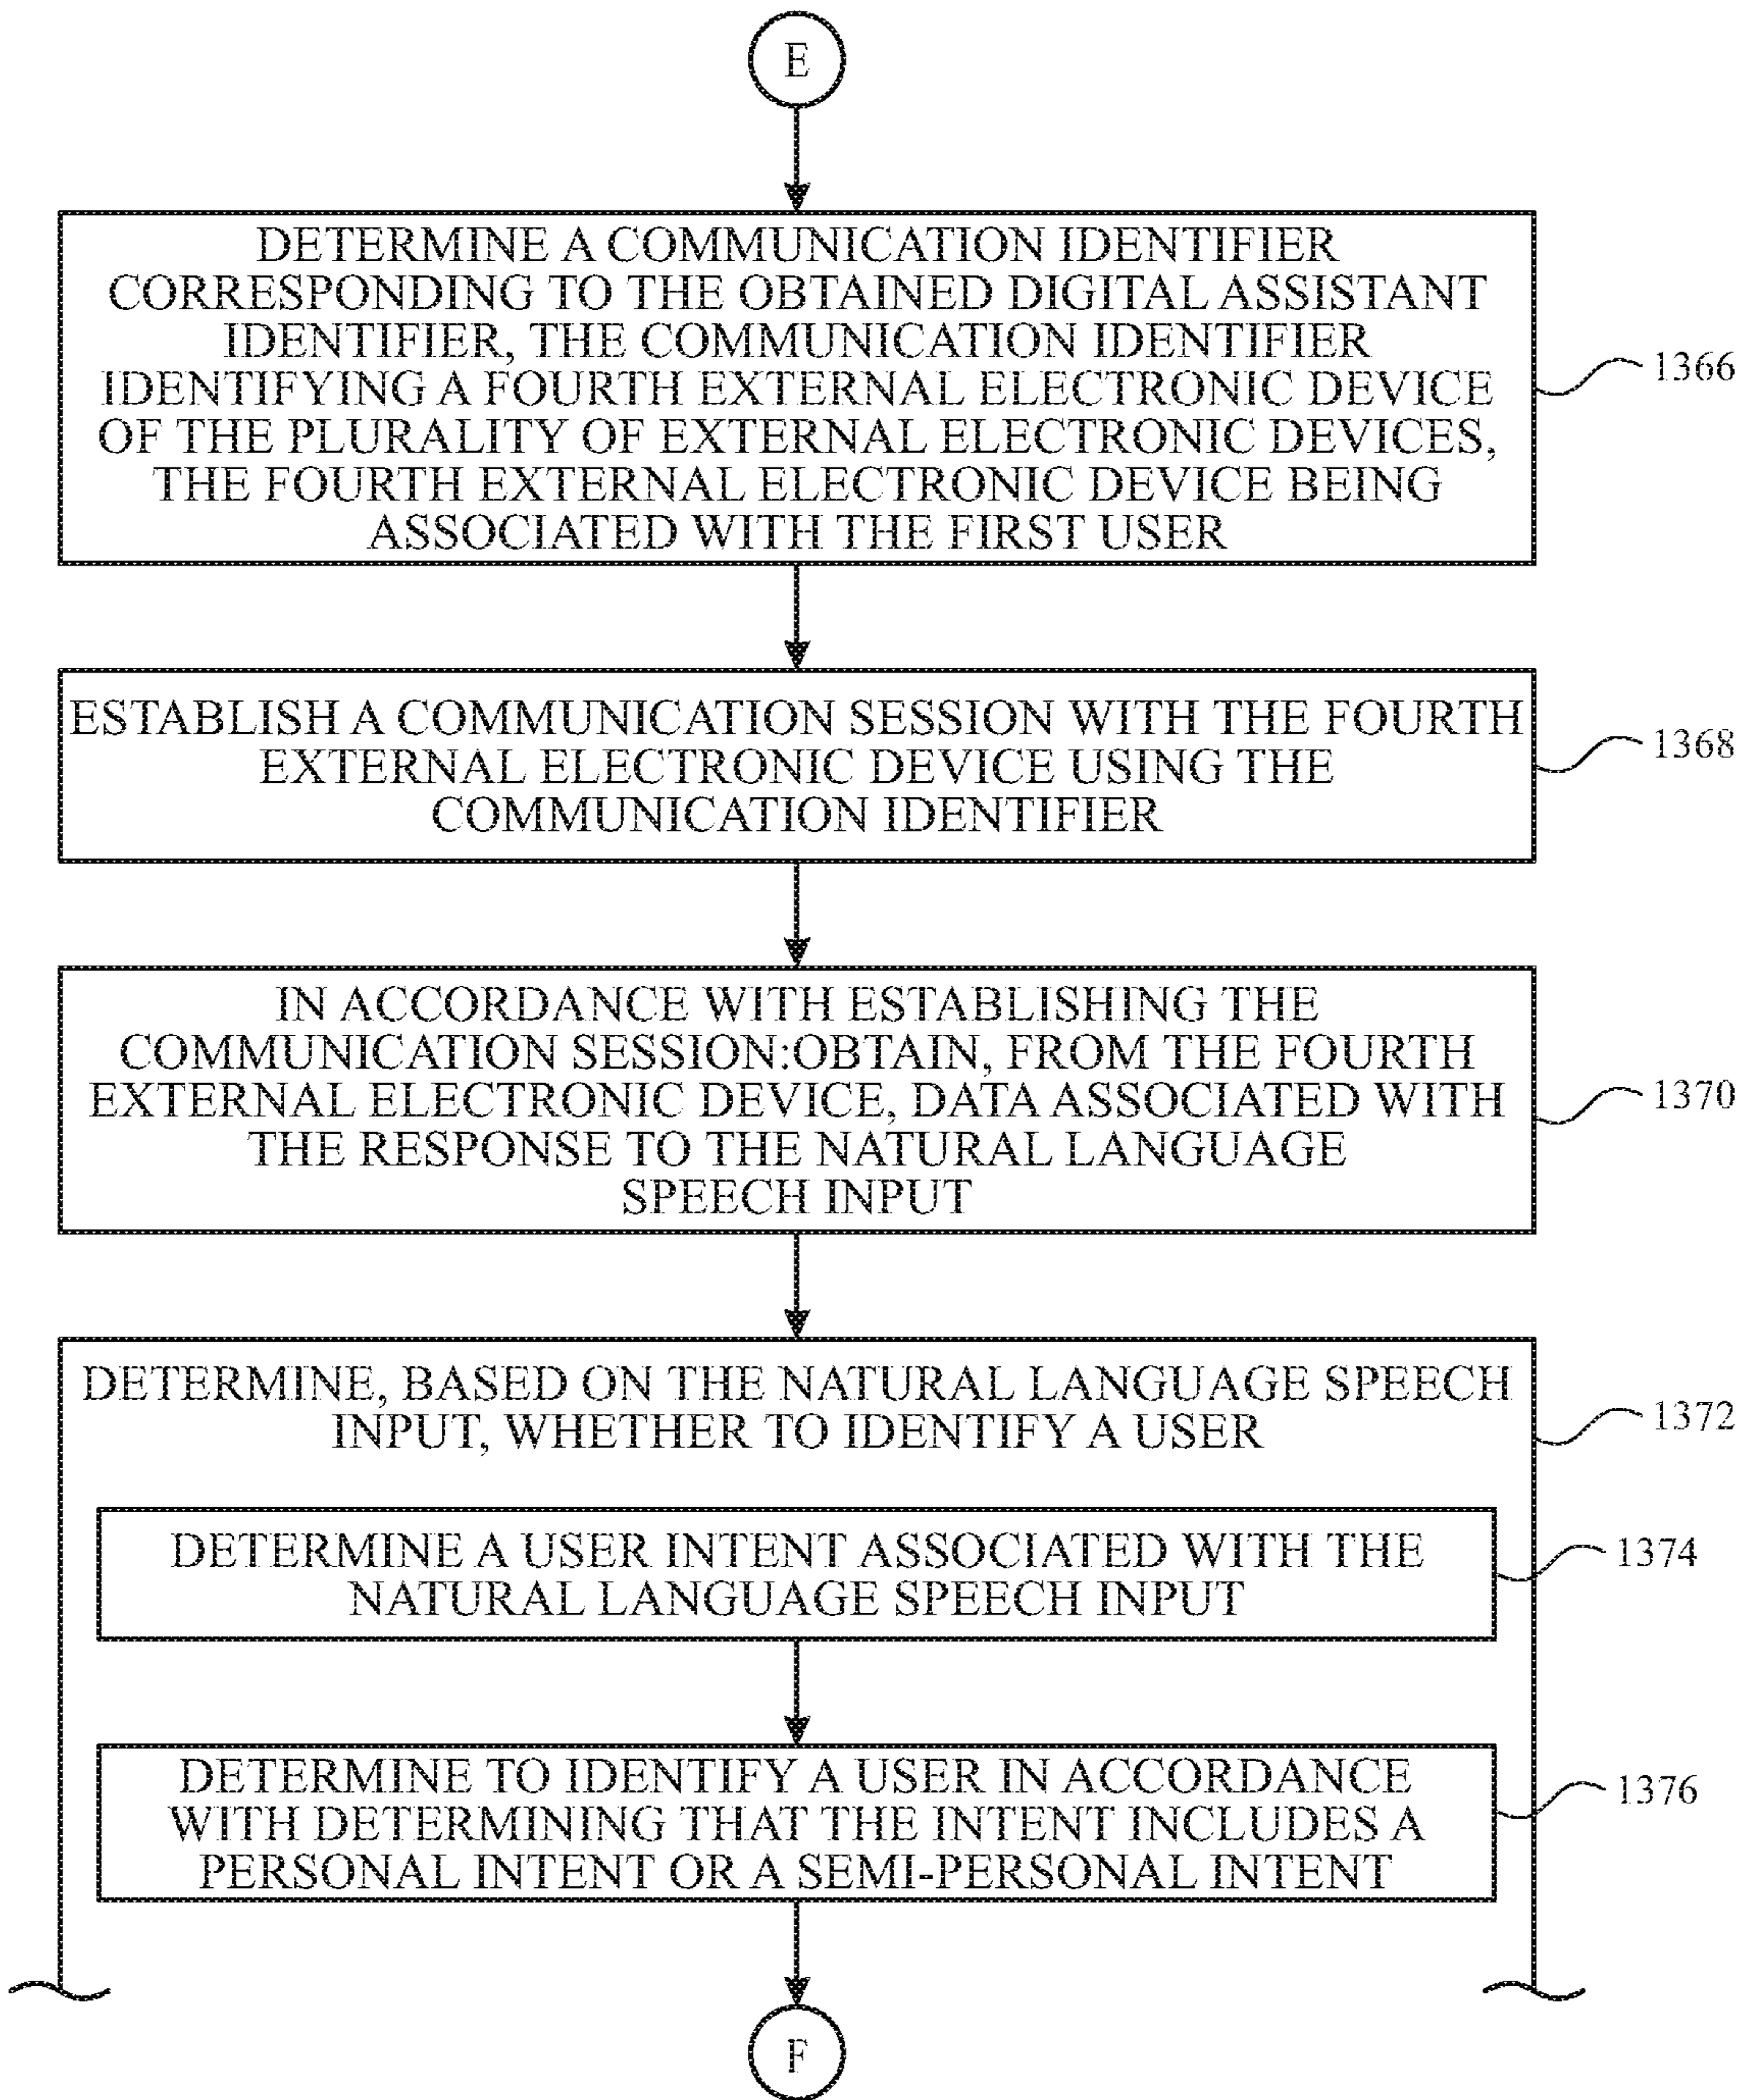 E
DETERMINE A COMMUNICATION IDENTIFIER
CORRESPONDING TO THE OBTAINED DIGITAL ASSISTANT
IDENTIFIER, THE COMMUNICATION IDENTIFIER
IDENTIFYING A FOURTH EXTERNAL ELECTRONIC DEVICE
OF THE PLURALITY OF EXTERNAL ELECTRONIC DEVICES,
THE FOURTH EXTERNAL ELECTRONIC DEVICE BEING
ASSOCIATED WITH THE FIRST USER
1366
ESTABLISH A COMMUNICATION SESSION WITH THE FOURTH
EXTERNAL ELECTRONIC DEVICE USING THE
COMMUNICATION IDENTIFIER
1368
IN ACCORDANCE WITH ESTABLISHING THE
COMMUNICATION SESSION:OBTAIN, FROM THE FOURTH
EXTERNAL ELECTRONIC DEVICE, DATA ASSOCIATED WITH
THE RESPONSE TO THE NATURAL LANGUAGE
SPEECH INPUT
1370
DETERMINE, BASED ON THE NATURAL LANGUAGE SPEECH
INPUT, WHETHER TO IDENTIFY A USER
1372
DETERMINE A USER INTENT ASSOCIATED WITH THE
NATURAL LANGUAGE SPEECH INPUT
1374
DETERMINE TO IDENTIFY A USER IN ACCORDANCE
WITH DETERMINING THAT THE INTENT INCLUDES A
PERSONAL INTENT OR A SEMI-PERSONAL INTENT
1376
F